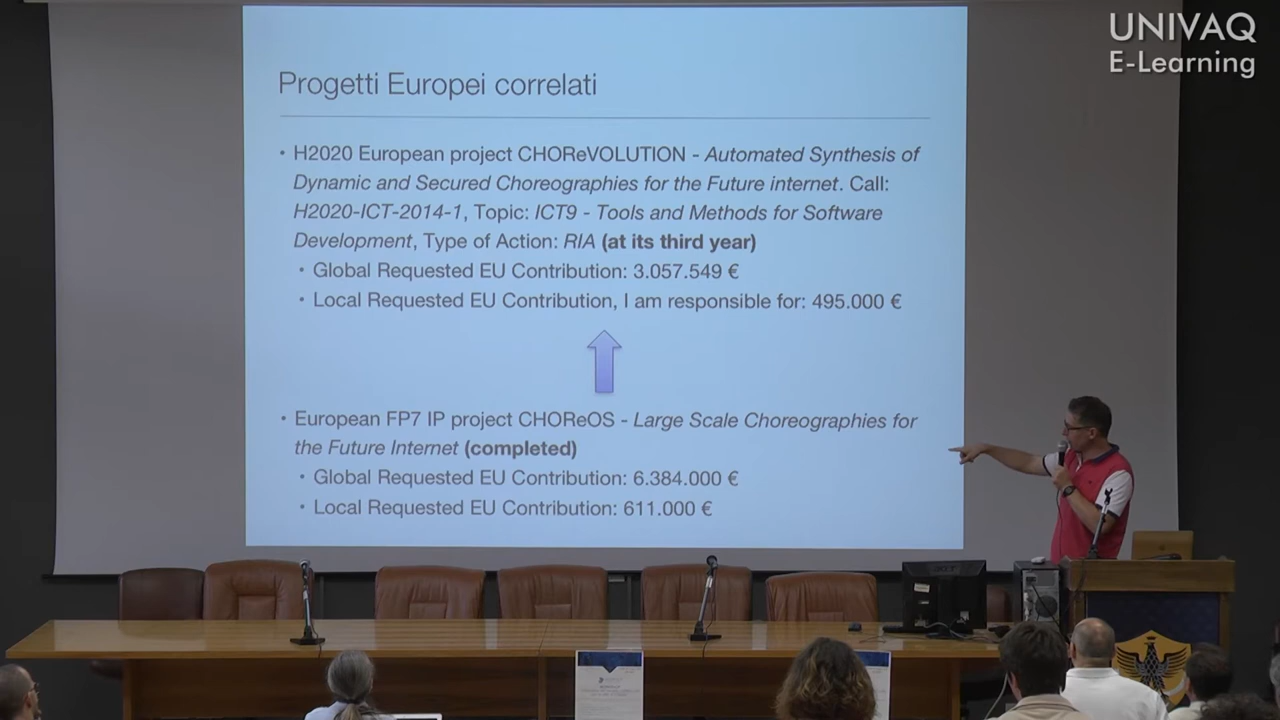 UNIVAQ
E-Learning
Progetti Europei correlati
• H2020 European project CHOReVOLUTION - Automated Synthesis of
Dynamic and Secured Choreographies for the Future internet. Call:
H2020-ICT-2014-1, Topic: ICT9 - Tools and Methods for Software
Development, Type of Action: RIA (at its third year)
• Global Requested EU Contribution: 3.057.549 €
• Local Requested EU Contribution, I am responsible for: 495.000 €
• European FP7 IP project CHOReOS - Large Scale Choreographies for
the Future Internet (completed)
• Global Requested EU Contribution: 6.384.000 €
• Local Requested EU Contribution: 611.000 €